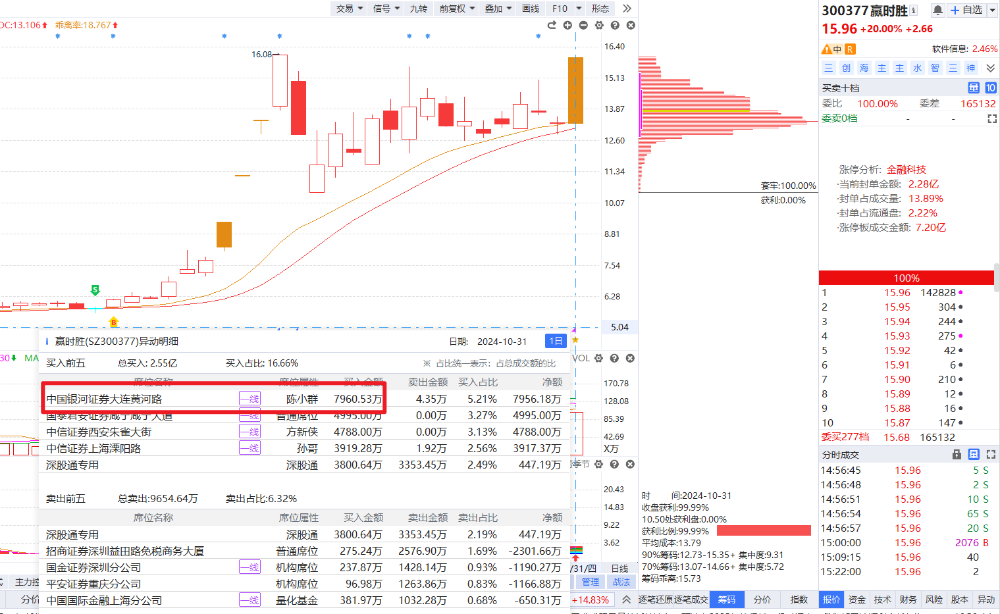 交易 信号 九转 前复权 叠加 画线 F10 形态
300377赢时胜
自选
OC:13.106 乖离率:18.767
15.96 +20.00% +2.66
中 R 软件信息: 2.46%
三 创 海 主 主 水 智 三 神
买卖十档 量 10
委比 100.00% 委差 165132
委卖0档 - -
涨停分析: 金融科技
·当前封单金额: 2.28亿
·封单占成交量: 13.89%
·封单占流通盘: 2.22%
·涨停板成交金额: 7.20亿
100%
1 15.96 142828
2 15.95 304
3 15.94 244
4 15.93 275
5 15.92 42
6 15.91 6
7 15.90 210
8 15.89 12
9 15.88 16
10 15.87 147
委买277档 15.68 165132
分时成交 量
14:56:45 15.96 5 S
14:56:48 15.96 2 S
14:56:51 15.96 10 S
14:56:54 15.96 65 S
14:56:57 15.96 20 S
15:00:00 15.96 2076 B
15:09:15 15.96 40
15:22:00 15.96 2
报价 资金 技术 财务 风险 股本 异动
16.08
16.40
15.13
13.87
12.60
11.34
10.07
8.81
7.54
6.28
5.04
S
B
套牢:100.00%
获利:0.00%
时 间:2024-10-31
收盘获利:99.99%
10.50处获利盘:0.00%
获利比例:99.99%
平均成本:13.79
90%筹码:12.73-15.35+ 集中度:9.31
70%筹码:13.07-14.66+ 集中度:5.72
筹码乖离:15.73
逐笔还原 逐笔成交 筹码 分价 指数
30 MA
VOL
170.78
128.08
85.39
42.69
X万
季节
20.43
14.83
9.22
3.62
/31/四 日线
管理 战法
+14.83%
主力控
分价
赢时胜(SZ300377)异动明细 日期: 2024-10-31 1日
买入前五 总买入: 2.55亿 买入占比: 16.66% ※ 占比统一表示: 占总成交额的比
席位名称 席位属性 买入金额 卖出金额 买入占比 净额
中国银河证券大连黄河路 一线 陈小群 7960.53万 4.35万 5.21% 7956.18万
国泰君安证券咸宁咸宁大道 一线 普通席位 4995.00万 0.00万 3.27% 4995.00万
中信证券西安朱雀大街 一线 方新侠 4788.00万 0.00万 3.13% 4788.00万
中信证券上海溧阳路 一线 孙哥 3919.28万 1.92万 2.56% 3917.37万
深股通专用 深股通 3800.64万 3353.45万 2.49% 447.19万
卖出前五 总卖出:9654.64万 卖出占比:6.32%
席位名称 席位属性 买入金额 卖出金额 卖出占比 净额
深股通专用 深股通 3800.64万 3353.45万 2.19% 447.19万
招商证券深圳益田路免税商务大厦 普通席位 275.24万 2576.90万 1.69% -2301.66万
国金证券深圳分公司 一线 机构席位 237.87万 1428.14万 0.93% -1190.27万
平安证券重庆分公司 机构席位 96.98万 1263.86万 0.83% -1166.88万
中国国际金融上海分公司 一线 量化基金 381.97万 1032.28万 0.68% -650.31万